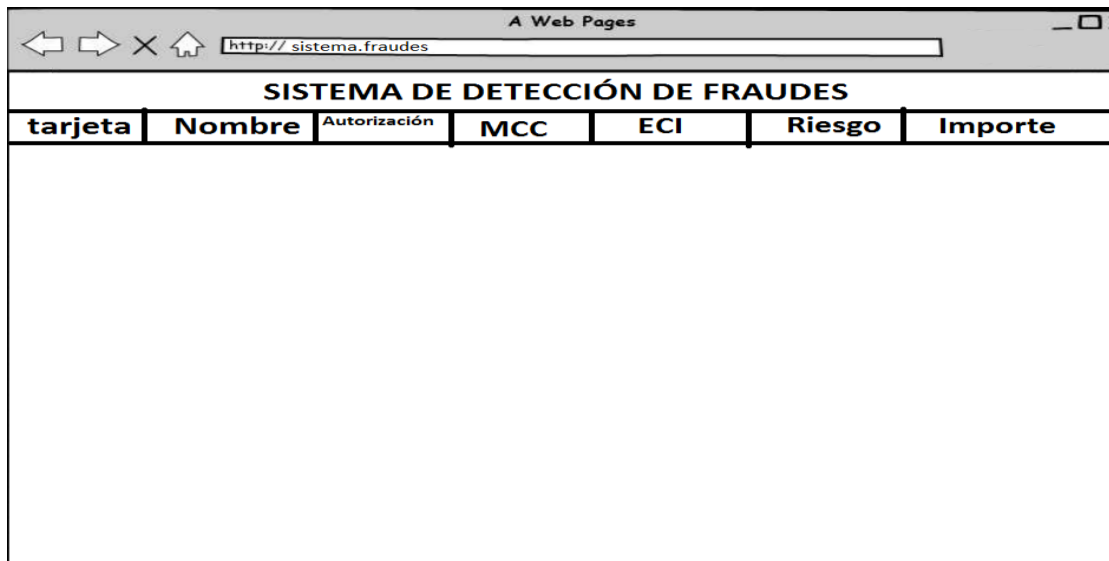 A Web Pages
http:// sistema.fraudes
SISTEMA DE DETECCIÓN DE FRAUDES
tarjeta Nombre Autorización MCC ECI Riesgo Importe